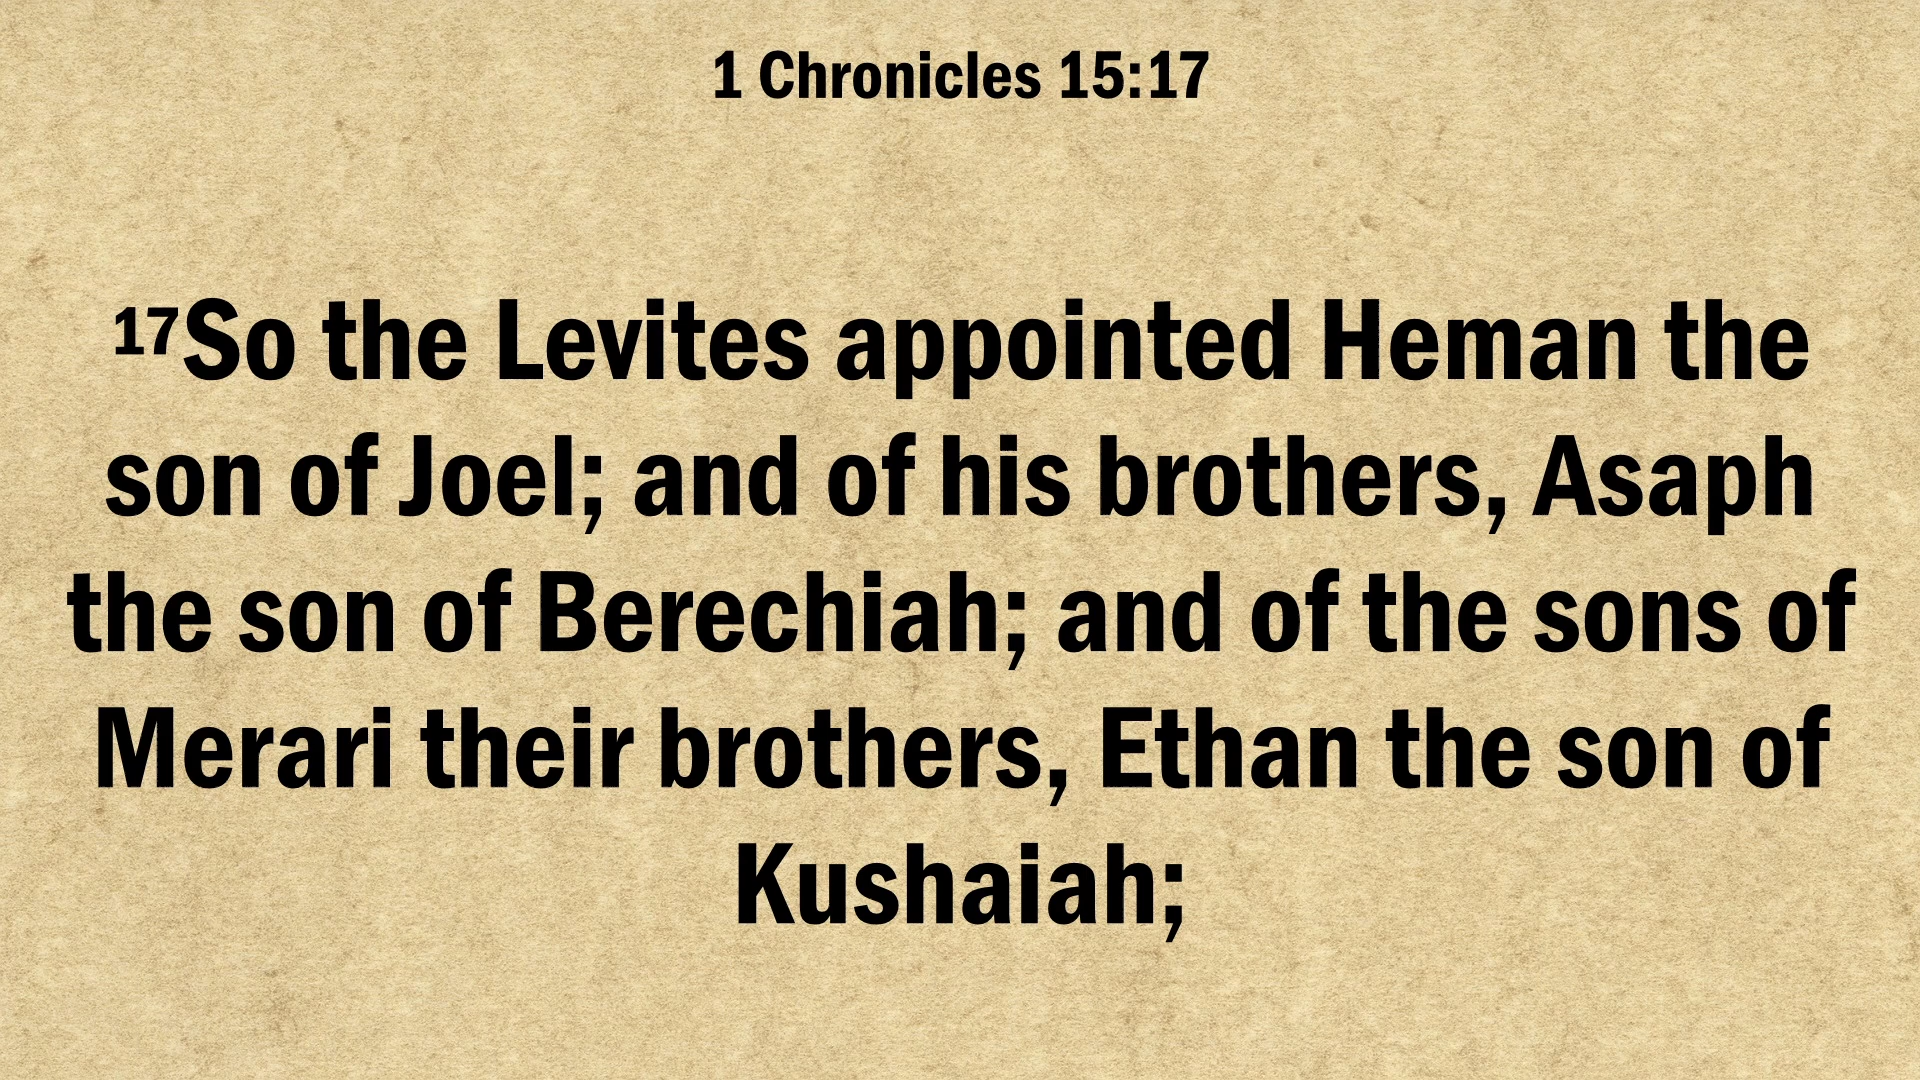 1 Chronicles 15:17
17So the Levites appointed Heman the
son of Joel; and of his brothers, Asaph
the son of Berechiah; and of the sons of
Merari their brothers, Ethan the son of
Kushaiah;